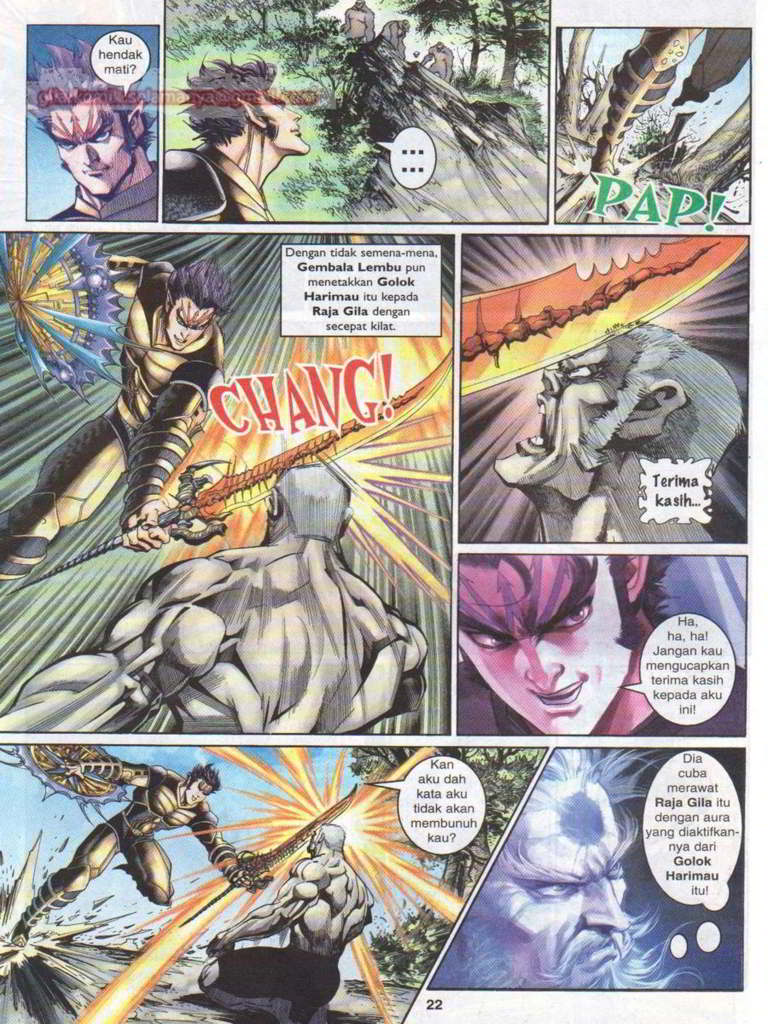 Kau
hendak
mati?
...
...
PAP!
Dengan tidak semena-mena,
Gembala Lembu pun
menetakkan Golok
Harimau itu kepada
Raja Gila dengan
secepat kilat.
CHANG!
Terima
kasih...
Ha,
ha, ha!
Jangan kau
mengucapkan
terima kasih
kepada aku
ini!
Kan
aku dah
kata aku
tidak akan
membunuh
kau?
Dia
cuba
merawat
Raja Gila itu
dengan aura
yang diaktifkan-
nya dari
Golok
Harimau
itu!
22